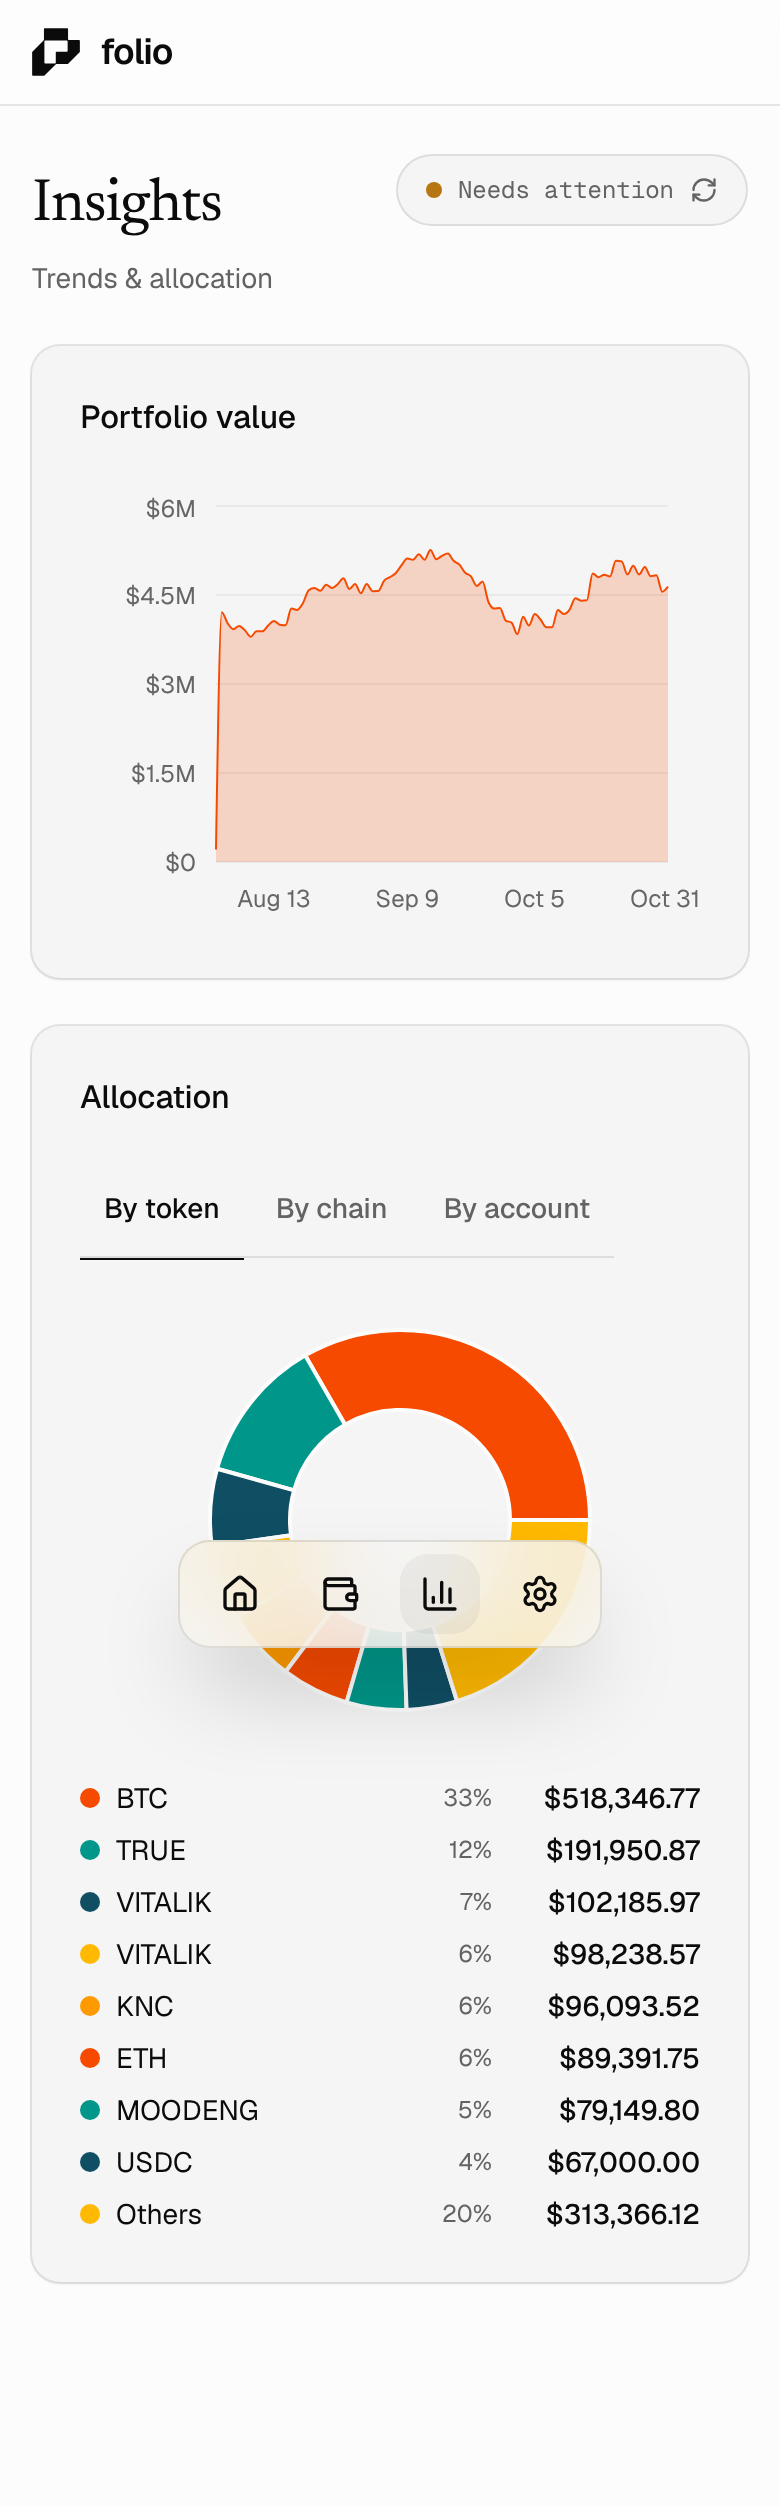 folio
Insights
Needs attention
Trends & allocation
Portfolio value
$6M
$4.5M
$3M
$1.5M
$0
Aug 13 Sep 9 Oct 5 Oct 31
Allocation
By token By chain By account
BTC 33% $518,346.77
TRUE 12% $191,950.87
VITALIK 7% $102,185.97
VITALIK 6% $98,238.57
KNC 6% $96,093.52
ETH 6% $89,391.75
MOODENG 5% $79,149.80
USDC 4% $67,000.00
Others 20% $313,366.12